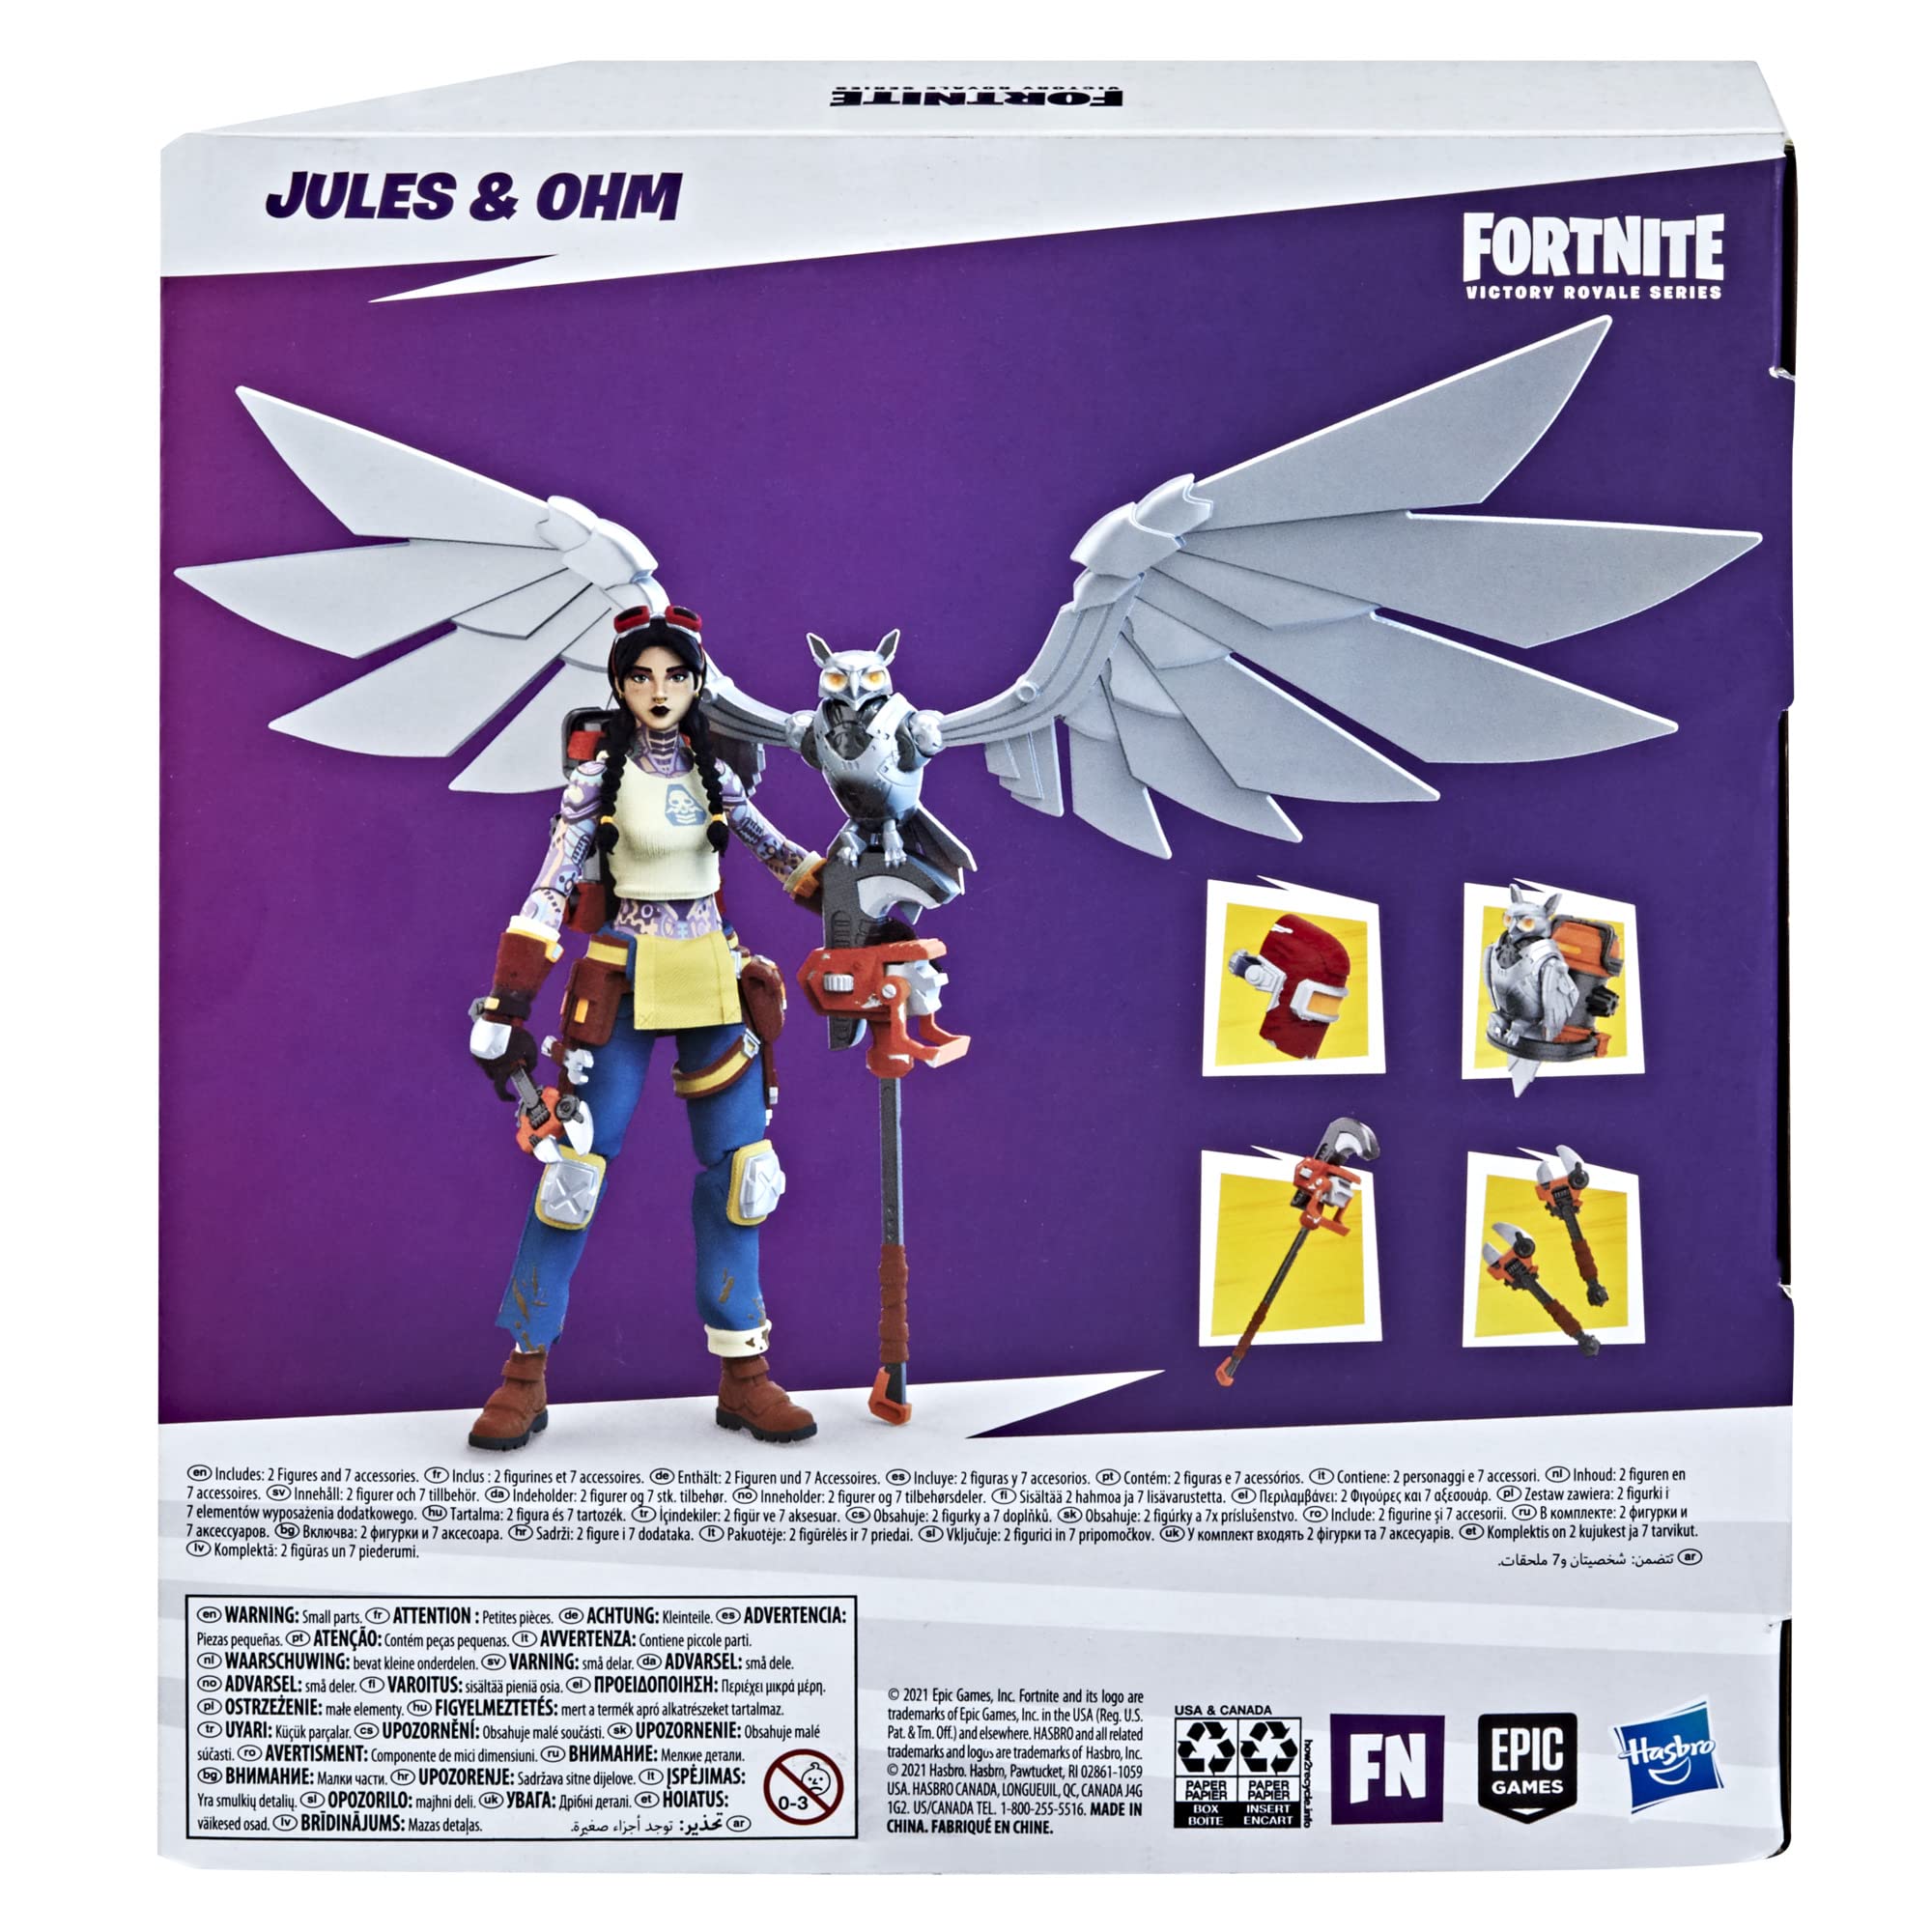 FORTNITE
VICTORY ROYALE SERIES
JULES & OHM
FORTNITE
VICTORY ROYALE SERIES
en Includes: 2 Figures and 7 accessories. fr Inclus : 2 figurines et 7 accessoires. de Enthält: 2 Figuren und 7 Accessoires. es Incluye: 2 figuras y 7 accesorios. pt Contém: 2 figuras e 7 acessórios. it Contiene: 2 personaggi e 7 accessori. nl Inhoud: 2 figuren en
7 accessoires. sv Innehåll: 2 figurer och 7 tillbehör. da Indeholder: 2 figurer og 7 stk. tilbehør. no Inneholder: 2 figurer og 7 tilbehørsdeler. fi Sisältää 2 hahmoa ja 7 lisävarustetta. el Περιλαμβάνει: 2 Φιγούρες και 7 αξεσουάρ. pl Zestaw zawiera: 2 figurki i
7 elementów wyposażenia dodatkowego. hu Tartalma: 2 figura és 7 tartozék. tr İçindekiler: 2 figür ve 7 aksesuar. cs Obsahuje: 2 figurky a 7 doplňků. sk Obsahuje: 2 figúrky a 7x príslušenstvo. ro Include: 2 figurine și 7 accesorii. ru В комплекте: 2 фигурки и
7 аксессуаров. bg Включва: 2 фигурки и 7 аксесоара. hr Sadrži: 2 figure i 7 dodataka. lt Pakuotėje: 2 figūrėlės ir 7 priedai. sl Vključuje: 2 figurici in 7 pripomočkov. uk У комплект входять 2 фігурки та 7 аксесуарів. et Komplektis on 2 kujukest ja 7 tarvikut.
lv Komplektā: 2 figūras un 7 piederumi.
ar تتضمن: شخصيتان و7 ملحقات.
en WARNING: Small parts. fr ATTENTION : Petites pièces. de ACHTUNG: Kleinteile. es ADVERTENCIA:
Piezas pequeñas. pt ATENÇÃO: Contém peças pequenas. it AVVERTENZA: Contiene piccole parti.
nl WAARSCHUWING: bevat kleine onderdelen. sv VARNING: små delar. da ADVARSEL: små dele.
no ADVARSEL: små deler. fi VAROITUS: sisältää pieniä osia. el ΠΡΟΕΙΔΟΠΟΙΗΣΗ: Περιέχει μικρά μέρη.
pl OSTRZEŻENIE: małe elementy. hu FIGYELMEZTETÉS: mert a termék apró alkatrészeket tartalmaz.
tr UYARI: Küçük parçalar. cs UPOZORNĚNÍ: Obsahuje malé součásti. sk UPOZORNENIE: Obsahuje malé
súčasti. ro AVERTISMENT: Componente de mici dimensiuni. ru ВНИМАНИЕ: Мелкие детали.
bg ВНИМАНИЕ: Малки части. hr UPOZORENJE: Sadržava sitne dijelove. lt ĮSPĖJIMAS:
Yra smulkių detalių. sl OPOZORILO: majhni deli. uk УВАГА: Дрібні деталі. et HOIATUS:
väikesed osad. lv BRĪDINĀJUMS: Mazas detaļas. ar تحذير: توجد أجزاء صغيرة.
0-3
© 2021 Epic Games, Inc. Fortnite and its logo are
trademarks of Epic Games, Inc. in the USA (Reg. U.S.
Pat. & Tm. Off.) and elsewhere. HASBRO and all related
trademarks and logos are trademarks of Hasbro, Inc.
© 2021 Hasbro. Hasbro, Pawtucket, RI 02861-1059
USA. HASBRO CANADA, LONGUEUIL, QC, CANADA J4G
1G2. US/CANADA TEL. 1-800-255-5516. MADE IN
CHINA. FABRIQUÉ EN CHINE.
USA & CANADA
PAPER PAPIER PAPER PAPIER
BOX BOITE INSERT ENCART
how2recycle.info
FN
EPIC
GAMES
Hasbro